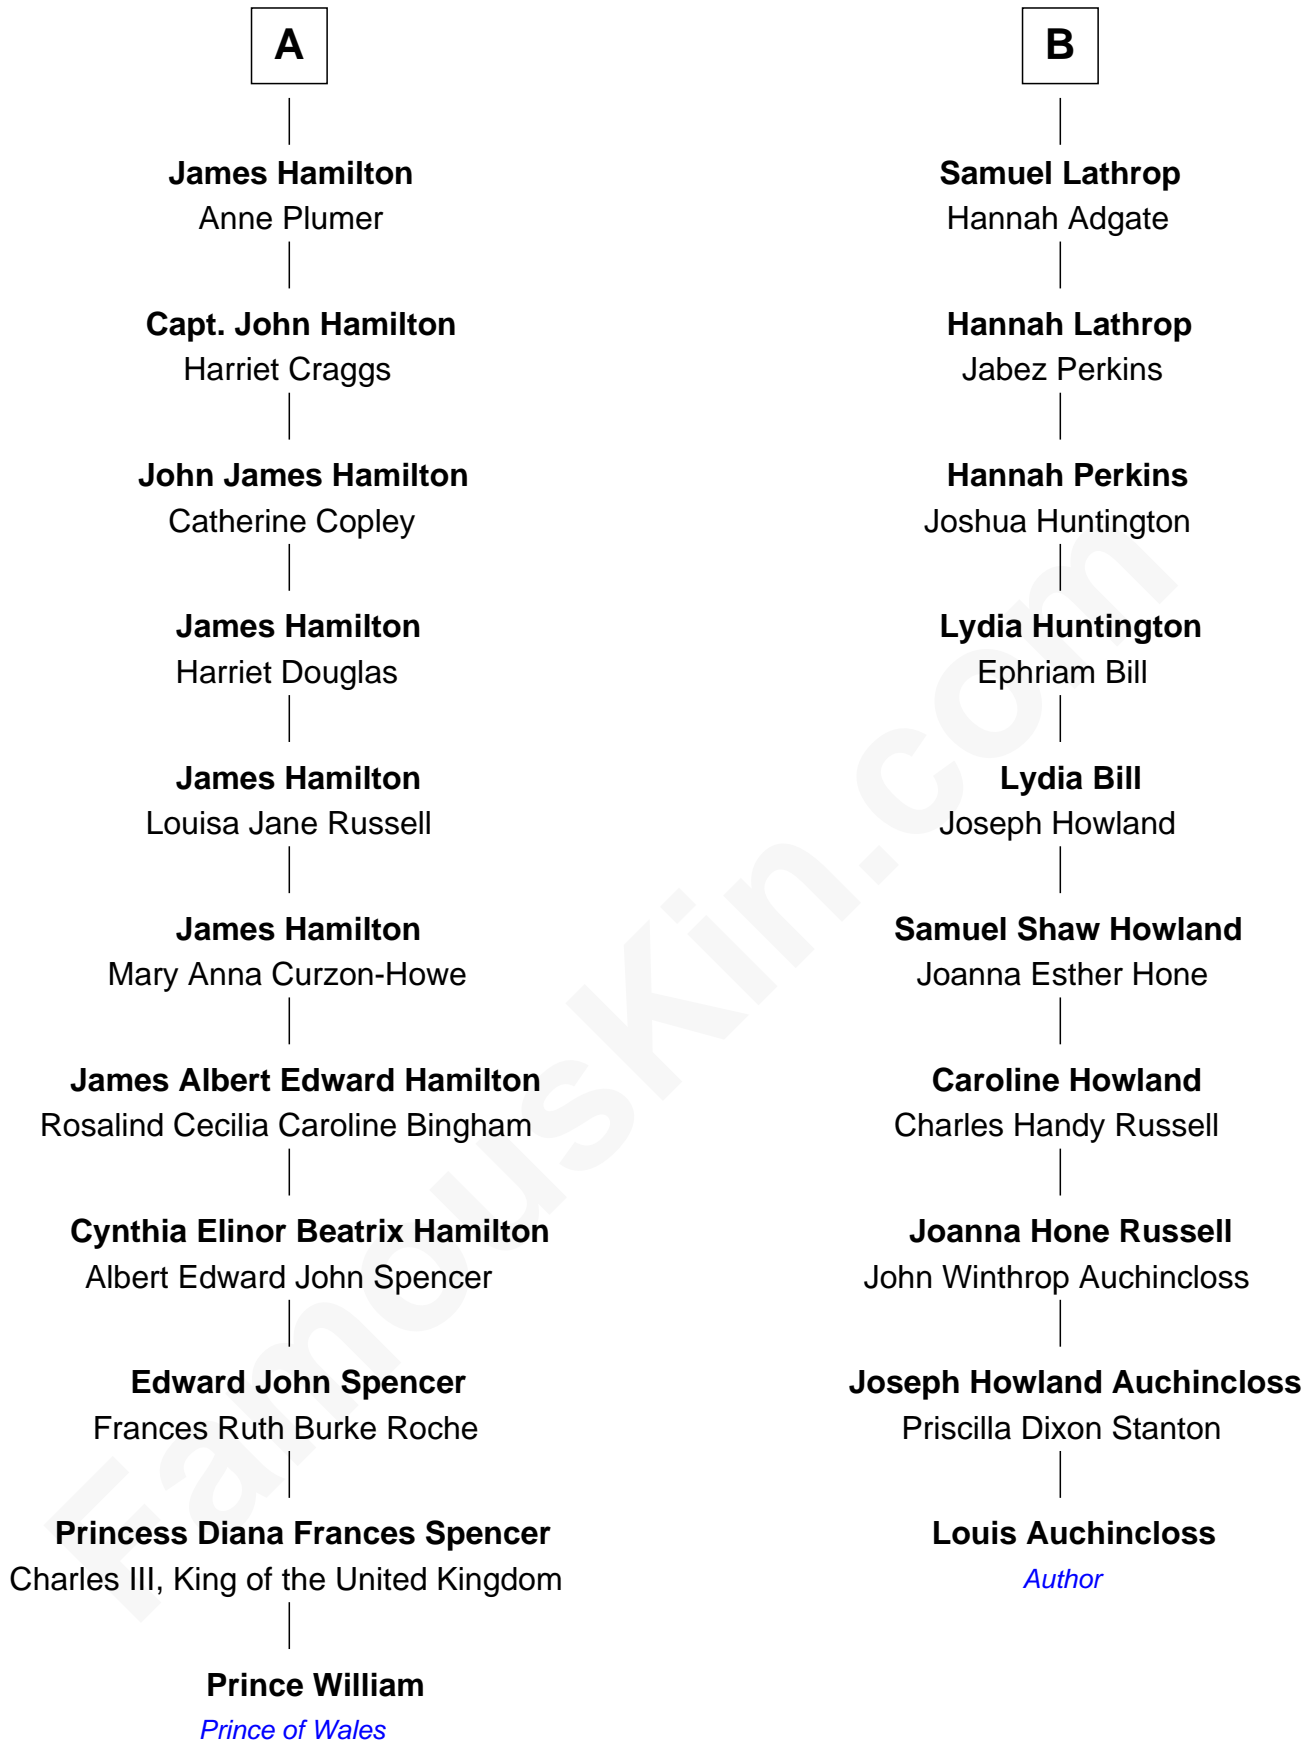 A
James Hamilton
Anne Plumer
Capt. John Hamilton
Harriet Craggs
John James Hamilton
Catherine Copley
James Hamilton
Harriet Douglas
James Hamilton
Louisa Jane Russell
James Hamilton
Mary Anna Curzon-Howe
James Albert Edward Hamilton
Rosalind Cecilia Caroline Bingham
Cynthia Elinor Beatrix Hamilton
Albert Edward John Spencer
Edward John Spencer
Frances Ruth Burke Roche
Princess Diana Frances Spencer
Charles III, King of the United Kingdom
Prince William
Prince of Wales
B
Samuel Lathrop
Hannah Adgate
Hannah Lathrop
Jabez Perkins
Hannah Perkins
Joshua Huntington
Lydia Huntington
Ephriam Bill
Lydia Bill
Joseph Howland
Samuel Shaw Howland
Joanna Esther Hone
Caroline Howland
Charles Handy Russell
Joanna Hone Russell
John Winthrop Auchincloss
Joseph Howland Auchincloss
Priscilla Dixon Stanton
Louis Auchincloss
Author
FamousKin.com